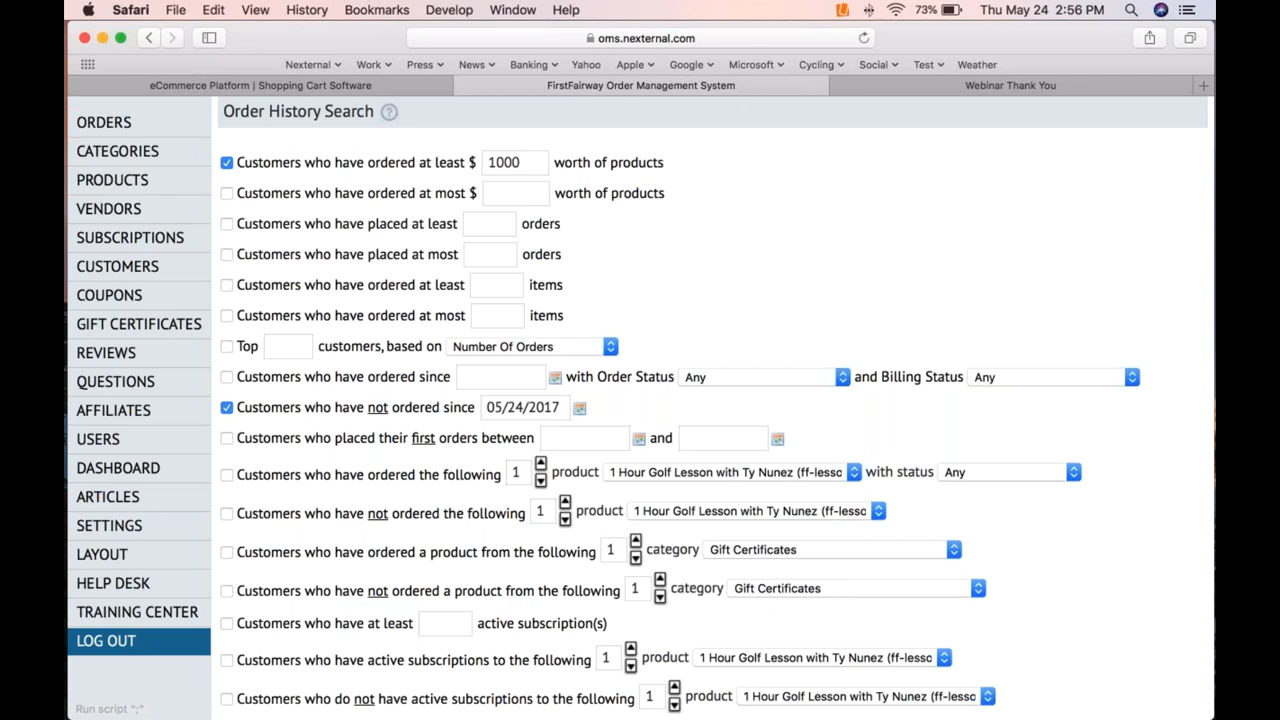 Safari File Edit View History Bookmarks Develop Window Help 73% Thu May 24 2:56 PM
oms.nexternal.com
Nexternal Work Press News Banking Yahoo Apple Google Microsoft Cycling Social Test Weather
eCommerce Platform | Shopping Cart Software FirstFairway Order Management System Webinar Thank You +
ORDERS
CATEGORIES
PRODUCTS
VENDORS
SUBSCRIPTIONS
CUSTOMERS
COUPONS
GIFT CERTIFICATES
REVIEWS
QUESTIONS
AFFILIATES
USERS
DASHBOARD
ARTICLES
SETTINGS
LAYOUT
HELP DESK
TRAINING CENTER
LOG OUT
Run script ";"
Order History Search ?
Customers who have ordered at least $ 1000 worth of products
Customers who have ordered at most $ worth of products
Customers who have placed at least orders
Customers who have placed at most orders
Customers who have ordered at least items
Customers who have ordered at most items
Top customers, based on Number Of Orders
Customers who have ordered since with Order Status Any and Billing Status Any
Customers who have not ordered since 05/24/2017
Customers who placed their first orders between and
Customers who have ordered the following 1 product 1 Hour Golf Lesson with Ty Nunez (ff-lessc with status Any
Customers who have not ordered the following 1 product 1 Hour Golf Lesson with Ty Nunez (ff-lessc
Customers who have ordered a product from the following 1 category Gift Certificates
Customers who have not ordered a product from the following 1 category Gift Certificates
Customers who have at least active subscription(s)
Customers who have active subscriptions to the following 1 product 1 Hour Golf Lesson with Ty Nunez (ff-lessc
Customers who do not have active subscriptions to the following 1 product 1 Hour Golf Lesson with Ty Nunez (ff-lessc